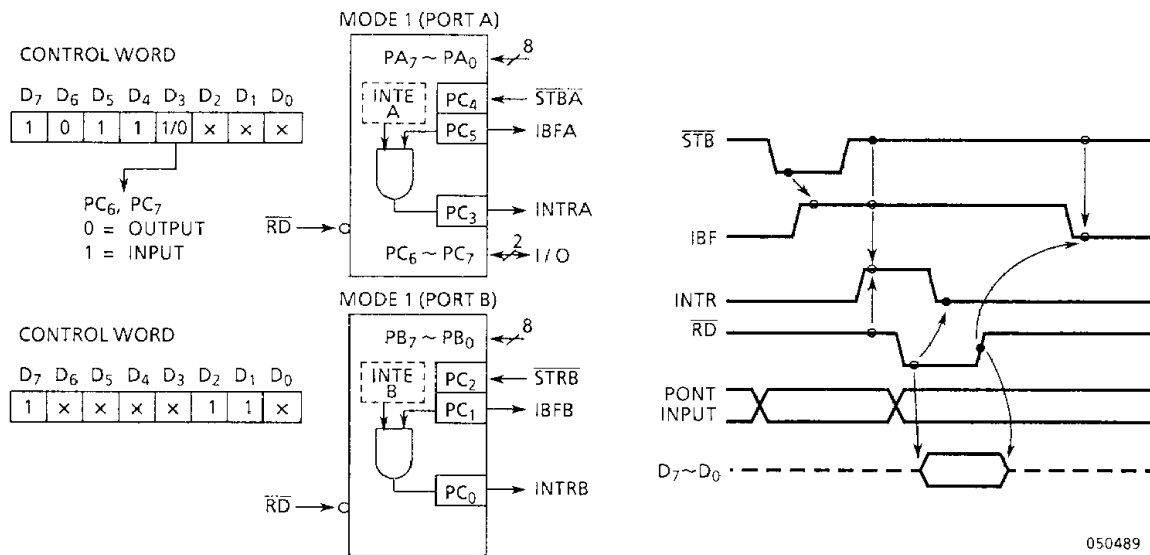 MODE 1 (PORT A)
CONTROL WORD
D7 D6 D5 D4 D3 D2 D1 D0
1 0 1 1 1/0 × × ×
PC6, PC7
0 = OUTPUT
1 = INPUT
PA7 ~ PA0
8
INTE
A
PC4
STBA
PC5
IBFA
PC3
INTRA
RD
PC6 ~ PC7
2
I/O
MODE 1 (PORT B)
CONTROL WORD
D7 D6 D5 D4 D3 D2 D1 D0
1 × × × × 1 1 ×
PB7 ~ PB0
8
INTE
B
PC2
STRB
PC1
IBFB
PC0
INTRB
RD
STB
IBF
INTR
RD
PONT
INPUT
D7~D0
050489